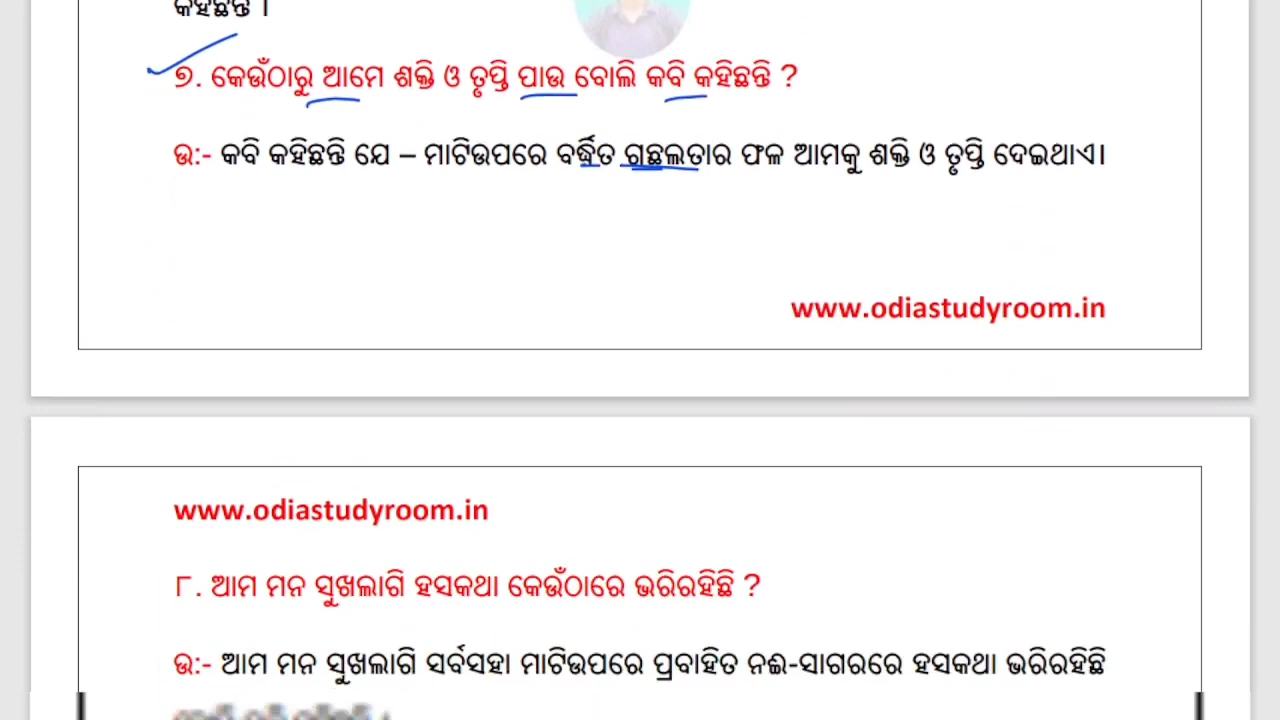 କହିଛନ୍ତି ।
୭. କେଉଁଠାରୁ ଆମେ ଶକ୍ତି ଓ ତୃପ୍ତି ପାଉ ବୋଲି କବି କହିଛନ୍ତି ?
ଉ:- କବି କହିଛନ୍ତି ଯେ – ମାଟିଉପରେ ବର୍ଦ୍ଧିତ ଗଛଲତାର ଫଳ ଆମକୁ ଶକ୍ତି ଓ ତୃପ୍ତି ଦେଇଥାଏ।
www.odiastudyroom.in
www.odiastudyroom.in
୮. ଆମ ମନ ସୁଖଲାଗି ହସକଥା କେଉଁଠାରେ ଭରିରହିଛି ?
ଉ:- ଆମ ମନ ସୁଖଲାଗି ସର୍ବସହା ମାଟିଉପରେ ପ୍ରବାହିତ ନଈ-ସାଗରରେ ହସକଥା ଭରିରହିଛି